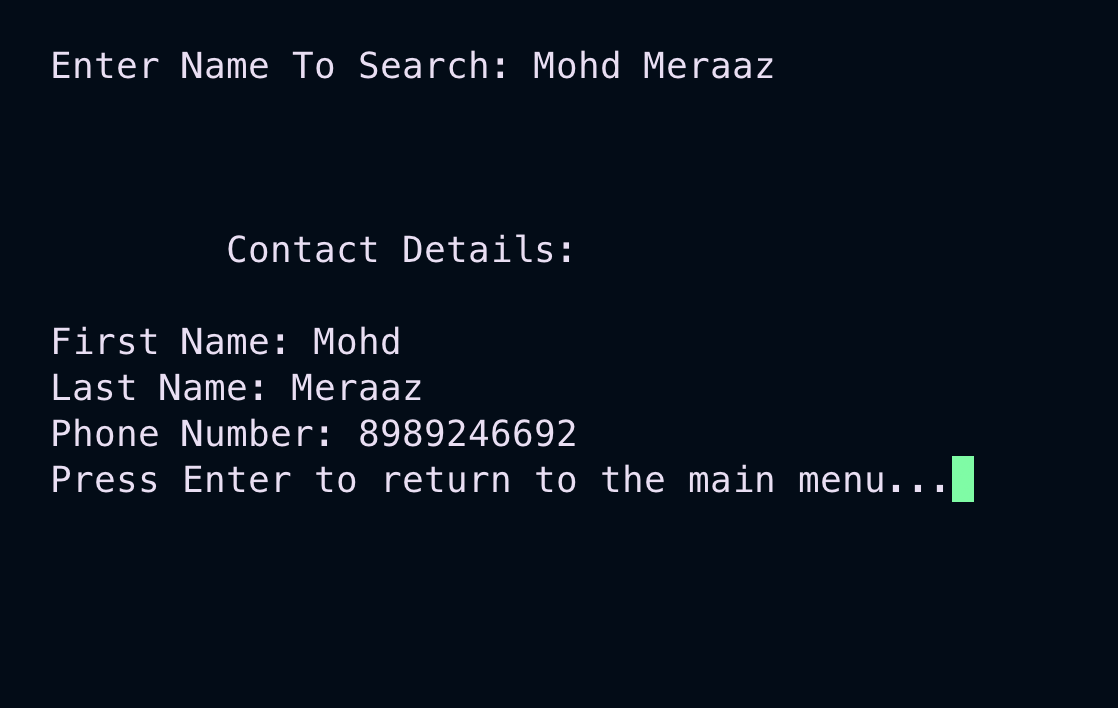 Enter Name To Search: Mohd Meraaz
Contact Details:
First Name: Mohd
Last Name: Meraaz
Phone Number: 8989246692
Press Enter to return to the main menu...